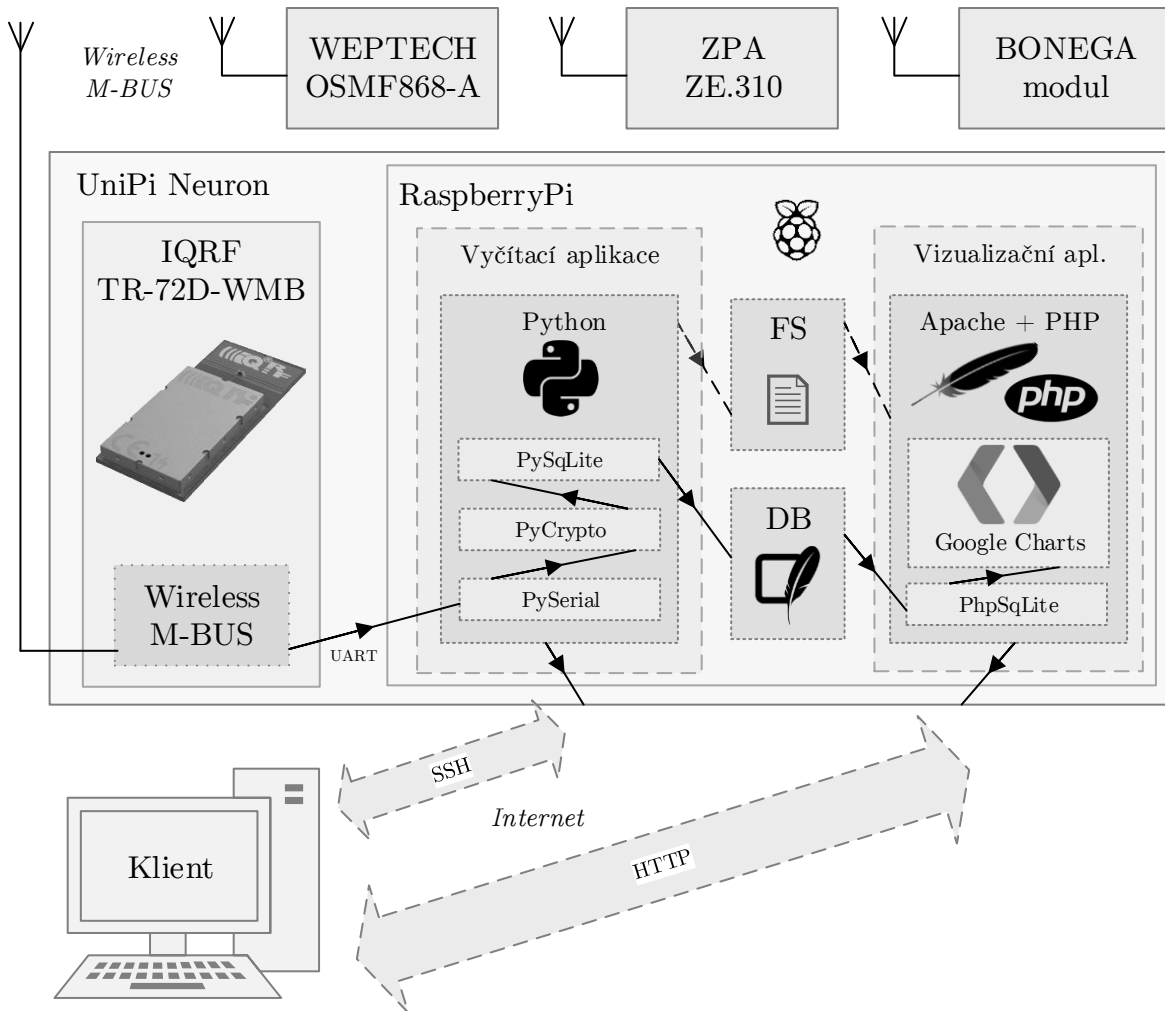 Wireless
M-BUS
WEPTECH
OSMF868-A
ZPA
ZE.310
BONEGA
modul
UniPi Neuron
RaspberryPi
IQRF
TR-72D-WMB
Vyčítací aplikace
Vizualizační apl.
Python
FS
Apache + PHP
php
PySqLite
PyCrypto
PySerial
DB
Google Charts
PhpSqLite
Wireless
M-BUS
UART
SSH
Internet
HTTP
Klient